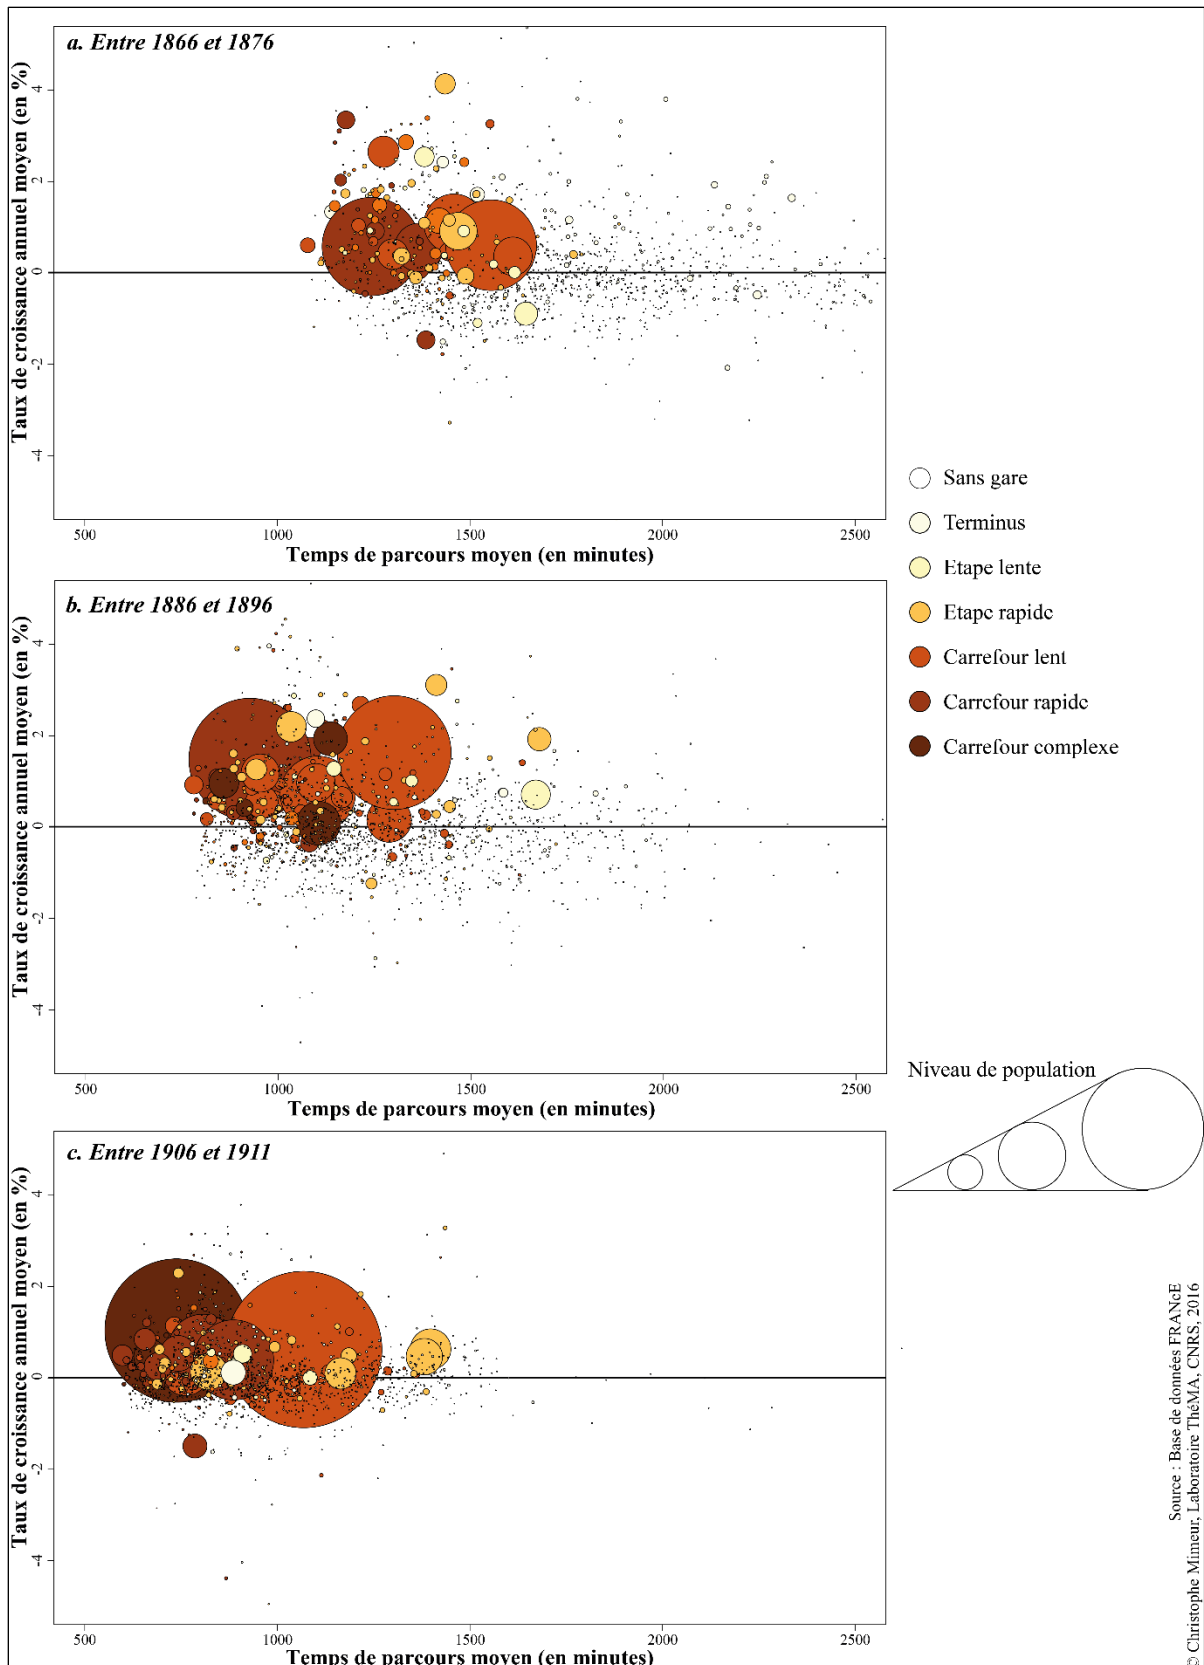 a. Entre 1866 et 1876
Taux de croissance annuel moyen (en %)
4
2
0
-2
-4
500
1000
1500
2000
2500
Temps de parcours moyen (en minutes)
Sans gare
Terminus
Etape lente
Etape rapide
Carrefour lent
Carrefour rapide
Carrefour complexe
b. Entre 1886 et 1896
Taux de croissance annuel moyen (en %)
4
2
0
-2
-4
500
1000
1500
2000
2500
Temps de parcours moyen (en minutes)
Niveau de population
c. Entre 1906 et 1911
Taux de croissance annuel moyen (en %)
4
2
0
-2
-4
500
1000
1500
2000
2500
Temps de parcours moyen (en minutes)
Source : Base de données FRANcE
© Christophe Mimeur, Laboratoire ThéMA, CNRS, 2016